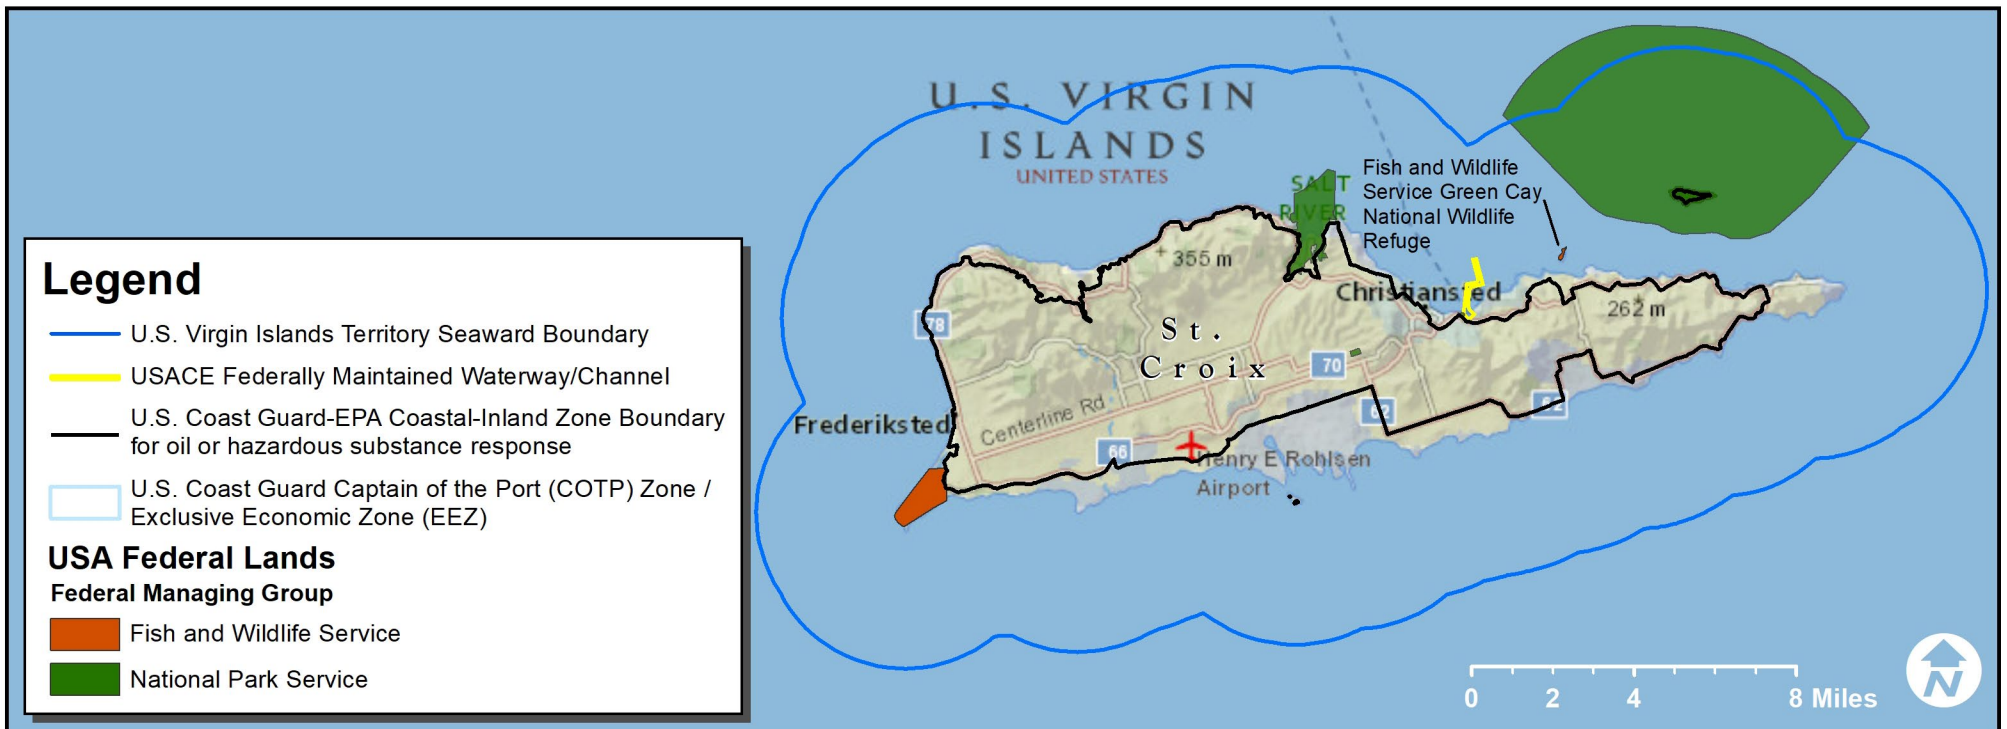 U.S. VIRGIN
ISLANDS
UNITED STATES
SALT
RIVER
Fish and Wildlife
Service Green Cay
National Wildlife
Refuge
355 m
Christiansted
262 m
78
St.
Croix
70
62
62
Frederiksted
Centerline Rd
66
Henry E Rohlsen
Airport
Legend
U.S. Virgin Islands Territory Seaward Boundary
USACE Federally Maintained Waterway/Channel
U.S. Coast Guard-EPA Coastal-Inland Zone Boundary
for oil or hazardous substance response
U.S. Coast Guard Captain of the Port (COTP) Zone /
Exclusive Economic Zone (EEZ)
USA Federal Lands
Federal Managing Group
Fish and Wildlife Service
National Park Service
0 2 4 8 Miles
N